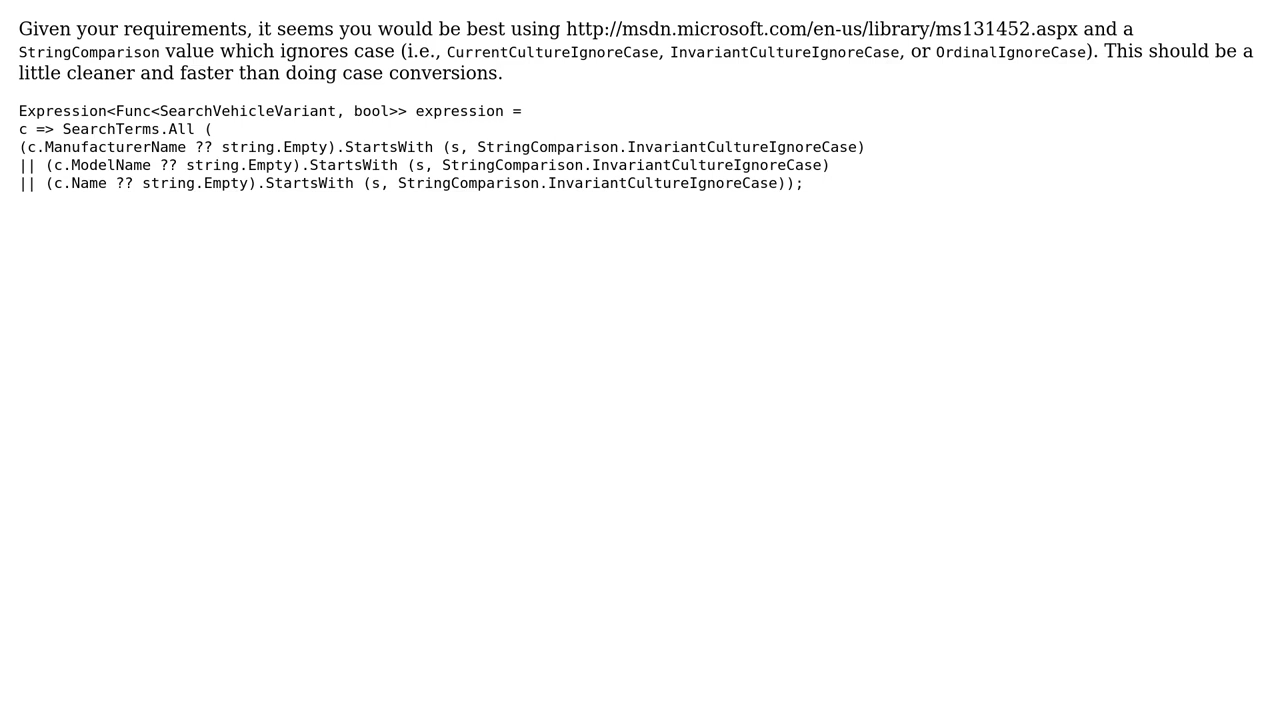 Given your requirements, it seems you would be best using http://msdn.microsoft.com/en-us/library/ms131452.aspx and a
StringComparison value which ignores case (i.e., CurrentCultureIgnoreCase, InvariantCultureIgnoreCase, or OrdinalIgnoreCase). This should be a
little cleaner and faster than doing case conversions.
Expression<Func<SearchVehicleVariant, bool>> expression =
c => SearchTerms.All (
(c.ManufacturerName ?? string.Empty).StartsWith (s, StringComparison.InvariantCultureIgnoreCase)
|| (c.ModelName ?? string.Empty).StartsWith (s, StringComparison.InvariantCultureIgnoreCase)
|| (c.Name ?? string.Empty).StartsWith (s, StringComparison.InvariantCultureIgnoreCase));